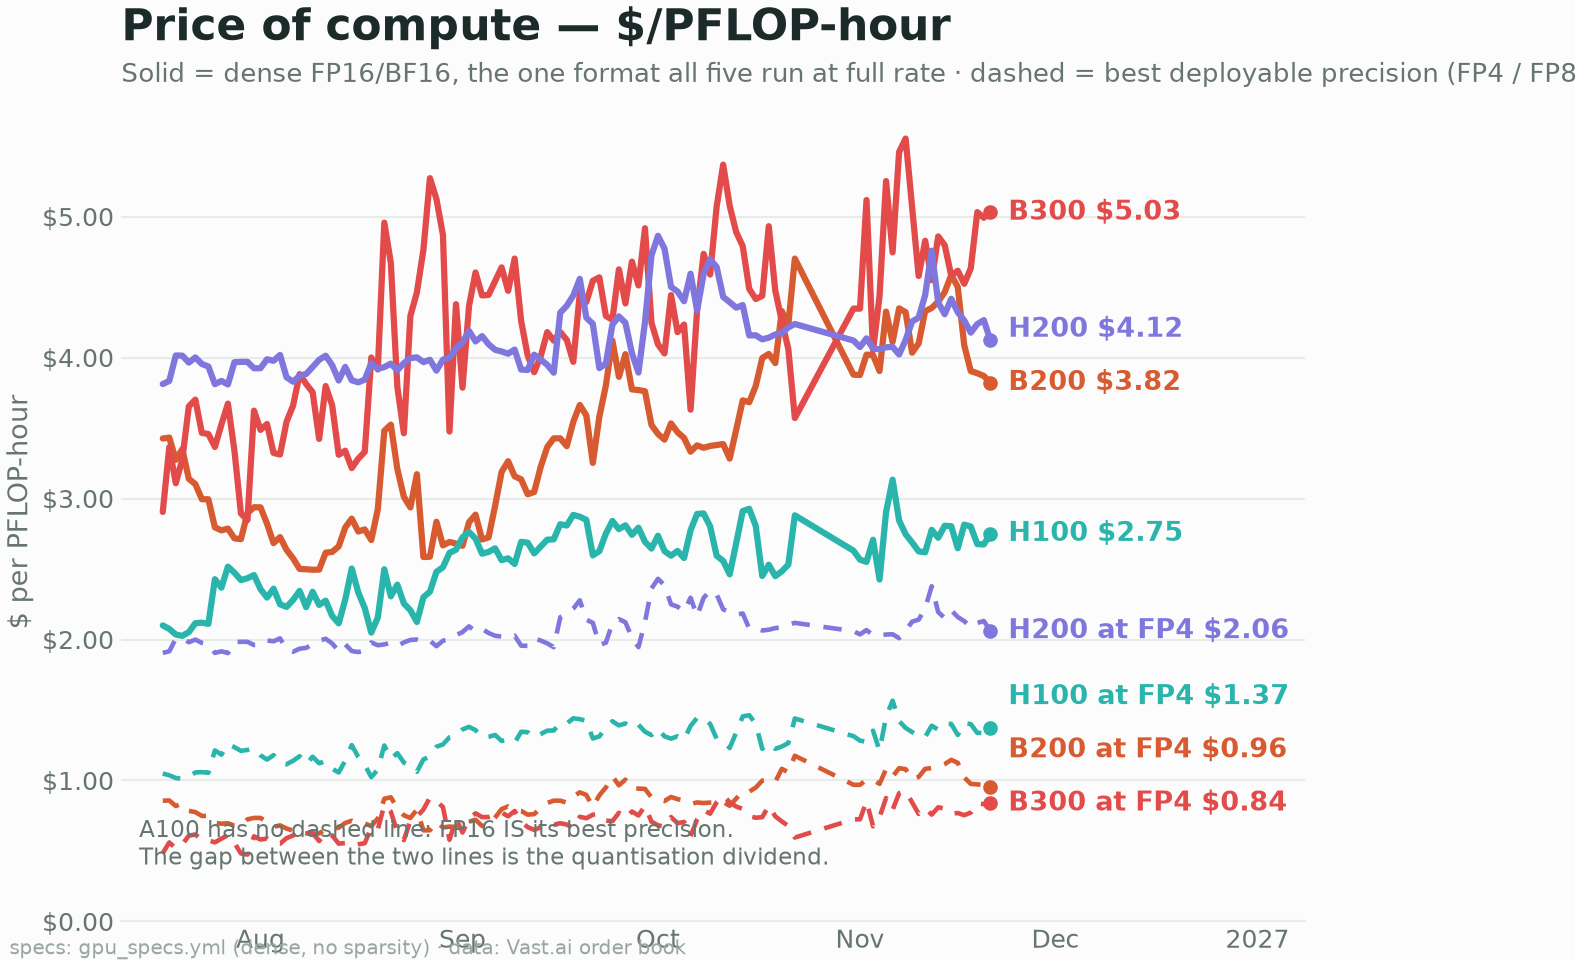 Price of compute — $/PFLOP-hour
Solid = dense FP16/BF16, the one format all five run at full rate · dashed = best deployable precision (FP4 / FP8
$ per PFLOP-hour
$5.00
$4.00
$3.00
$2.00
$1.00
$0.00
B300 $5.03
H200 $4.12
B200 $3.82
H100 $2.75
H200 at FP4 $2.06
H100 at FP4 $1.37
B200 at FP4 $0.96
B300 at FP4 $0.84
A100 has no dashed line: FP16 IS its best precision.
The gap between the two lines is the quantisation dividend.
Aug Sep Oct Nov Dec 2027
specs: gpu_specs.yml (dense, no sparsity) · data: Vast.ai order book